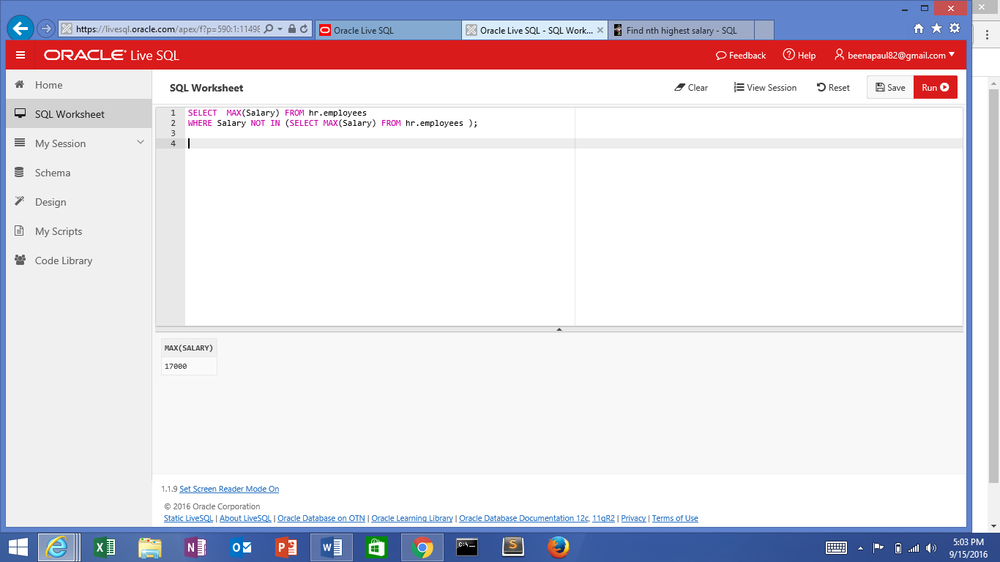 https://livesql.oracle.com/apex/f?p=590:1:11498
Oracle Live SQL
Oracle Live SQL - SQL Work...
Find nth highest salary - SQL
ORACLE Live SQL
Feedback
Help
beenapaul82@gmail.com
Home
SQL Worksheet
My Session
Schema
Design
My Scripts
Code Library
SQL Worksheet
Clear
View Session
Reset
Save
Run
1 SELECT  MAX(Salary) FROM hr.employees
2 WHERE Salary NOT IN (SELECT MAX(Salary) FROM hr.employees );
3
4
MAX(SALARY)
17000
1.1.9 Set Screen Reader Mode On
© 2016 Oracle Corporation
Static LiveSQL | About LiveSQL | Oracle Database on OTN | Oracle Learning Library | Oracle Database Documentation 12c, 11gR2 | Privacy | Terms of Use
5:03 PM
9/15/2016